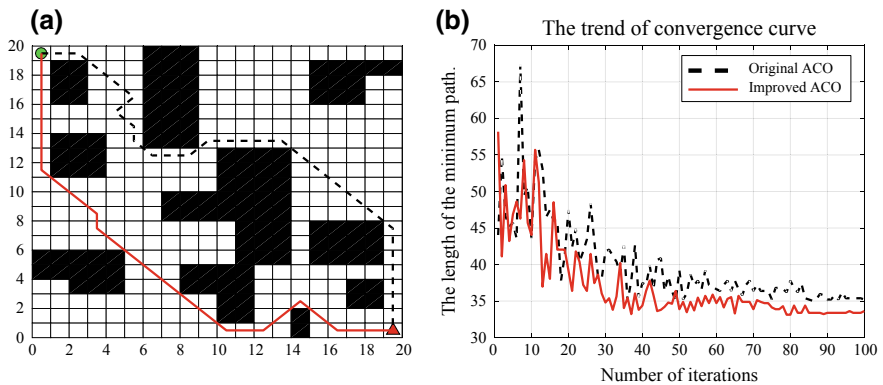 (a)
20
18
16
14
12
10
8
6
4
2
0
0 2 4 6 8 10 12 14 16 18 20
(b)
The trend of convergence curve
The length of the minimum path.
70
65
60
55
50
45
40
35
30
Original ACO
Improved ACO
0 10 20 30 40 50 60 70 80 90 100
Number of iterations